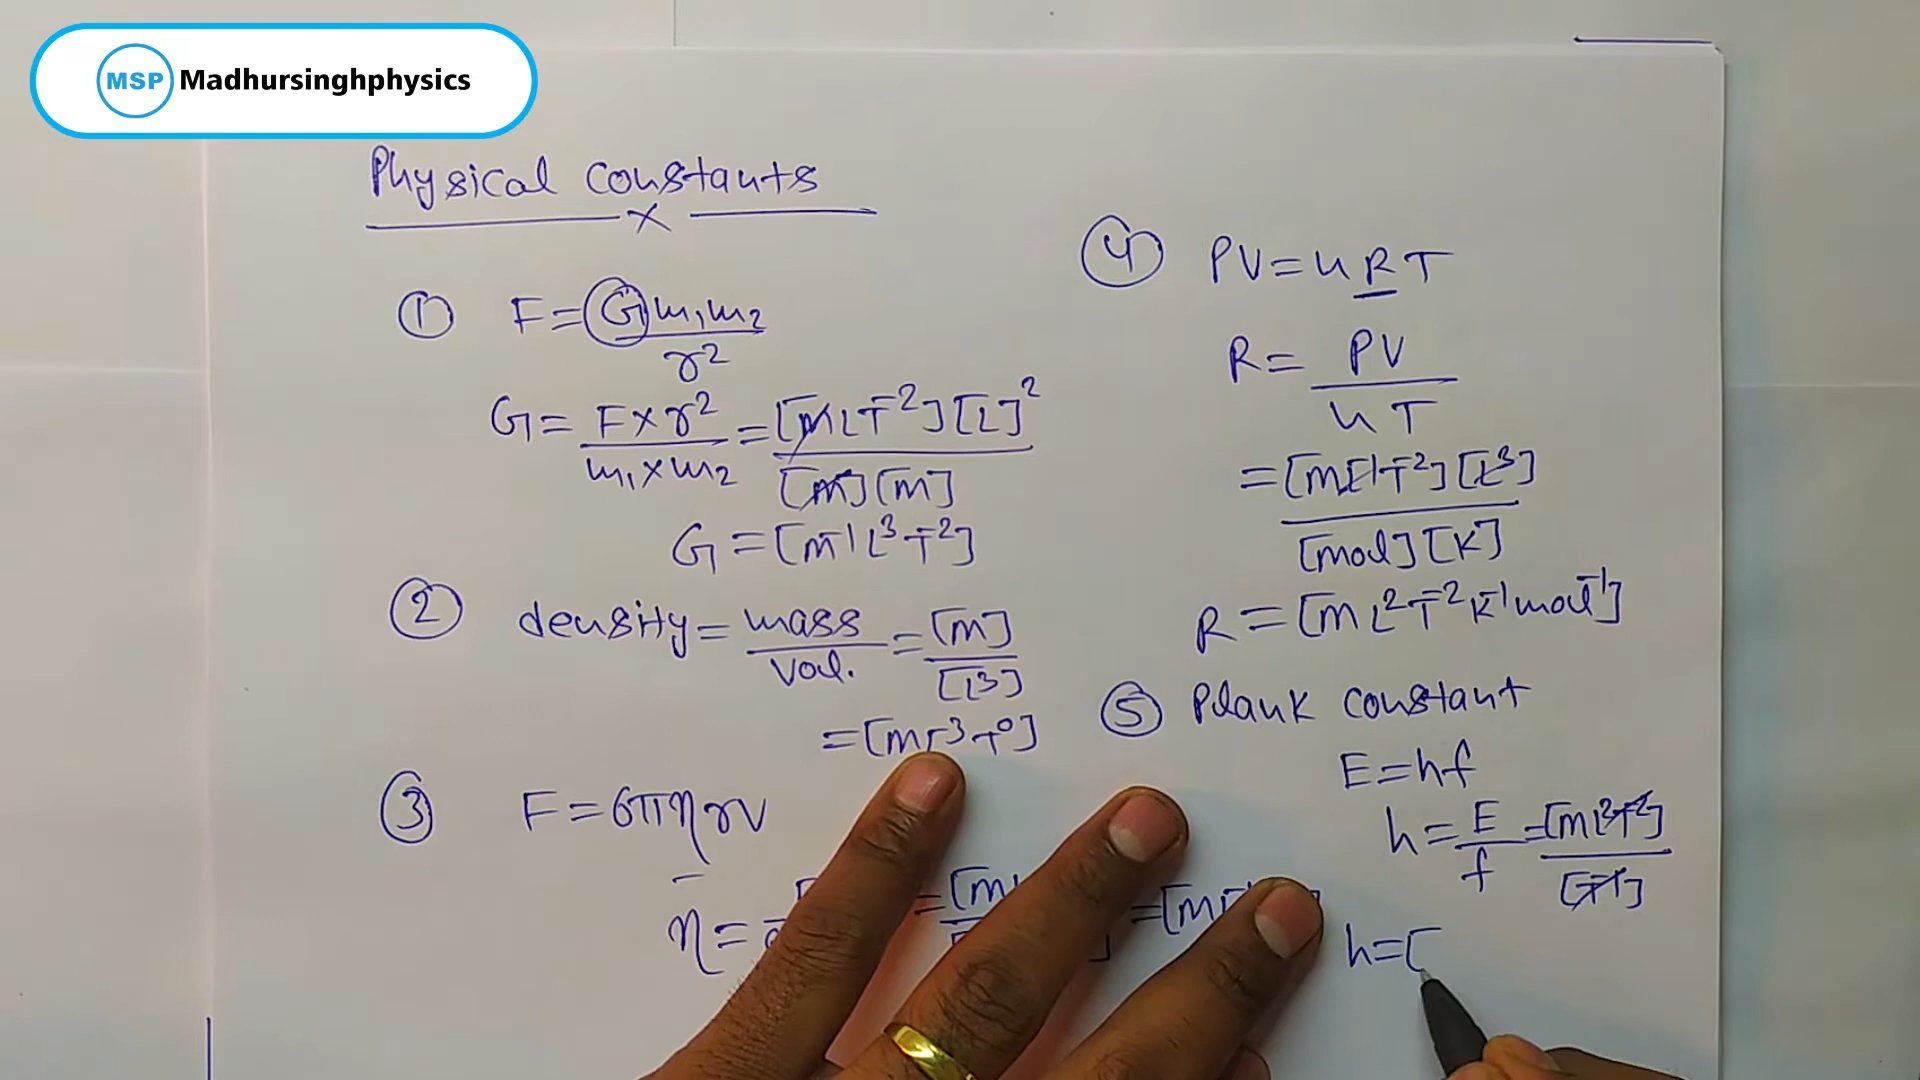 MSP Madhursinghphysics
Physical constants
① F = G m₁m₂ / r²
G = F × r² / m₁ × m₂ = [MLT⁻²][L]² / [M][M]
G = [M⁻¹L³T⁻²]
② density = mass / Vol. = [M] / [L³]
= [ML⁻³T⁰]
③ F = 6πηrv
η =
④ PV = nRT
R = PV / nT
= [ML⁻¹T⁻²][L³] / [mol][K]
R = [ML²T⁻²K⁻¹mol⁻¹]
⑤ Plank constant
E = hf
h = E / f = [ML²T⁻²] / [T⁻¹]
h = [